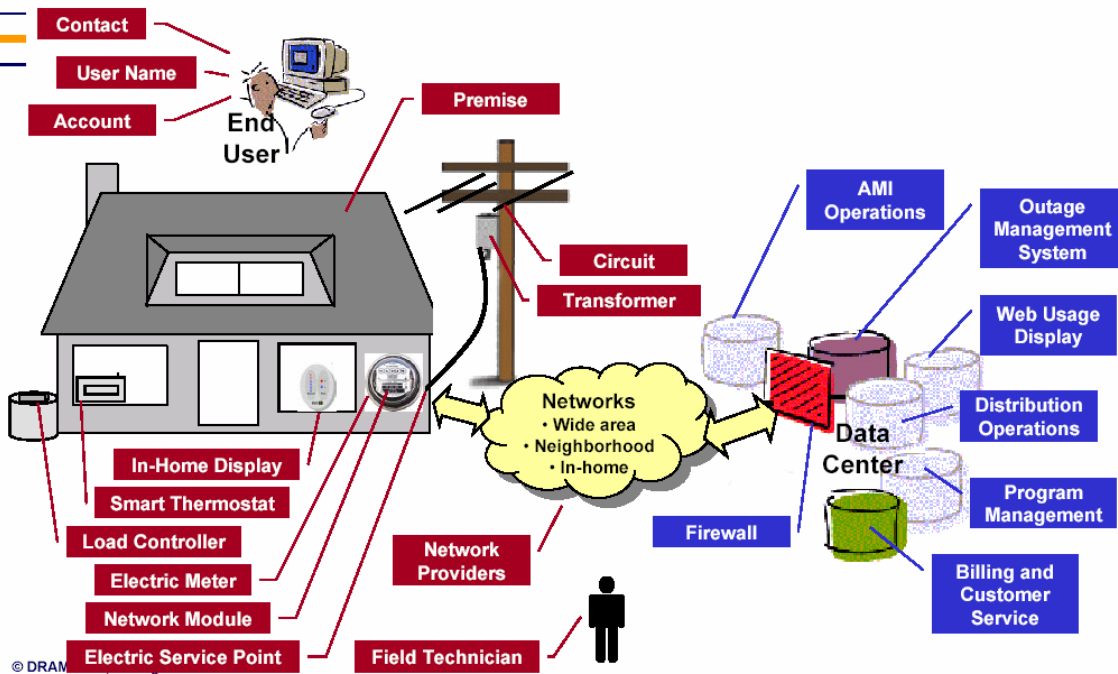 Contact
User Name
Account
End
User
Premise
Circuit
Transformer
AMI
Operations
Outage
Management
System
Web Usage
Display
Distribution
Operations
Data
Center
Program
Management
Billing and
Customer
Service
Firewall
Networks
• Wide area
• Neighborhood
• In-home
Network
Providers
Field Technician
In-Home Display
Smart Thermostat
Load Controller
Electric Meter
Network Module
Electric Service Point
© DRAM